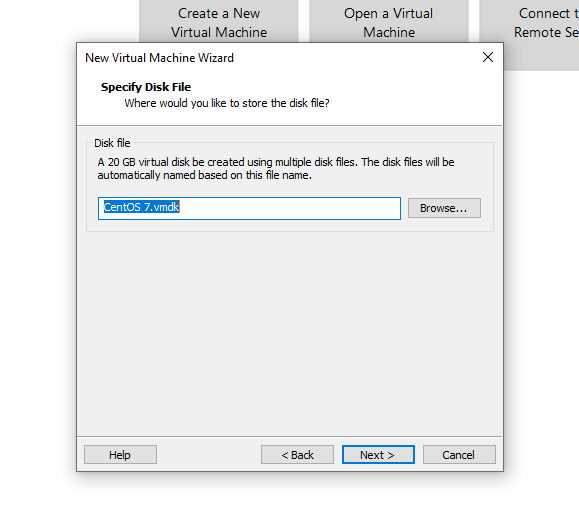 Create a New
Virtual Machine
Open a Virtual
Machine
Connect t
Remote Se
New Virtual Machine Wizard
Specify Disk File
Where would you like to store the disk file?
Disk file
A 20 GB virtual disk be created using multiple disk files. The disk files will be
automatically named based on this file name.
CentOS 7.vmdk
Browse...
Help
< Back
Next >
Cancel